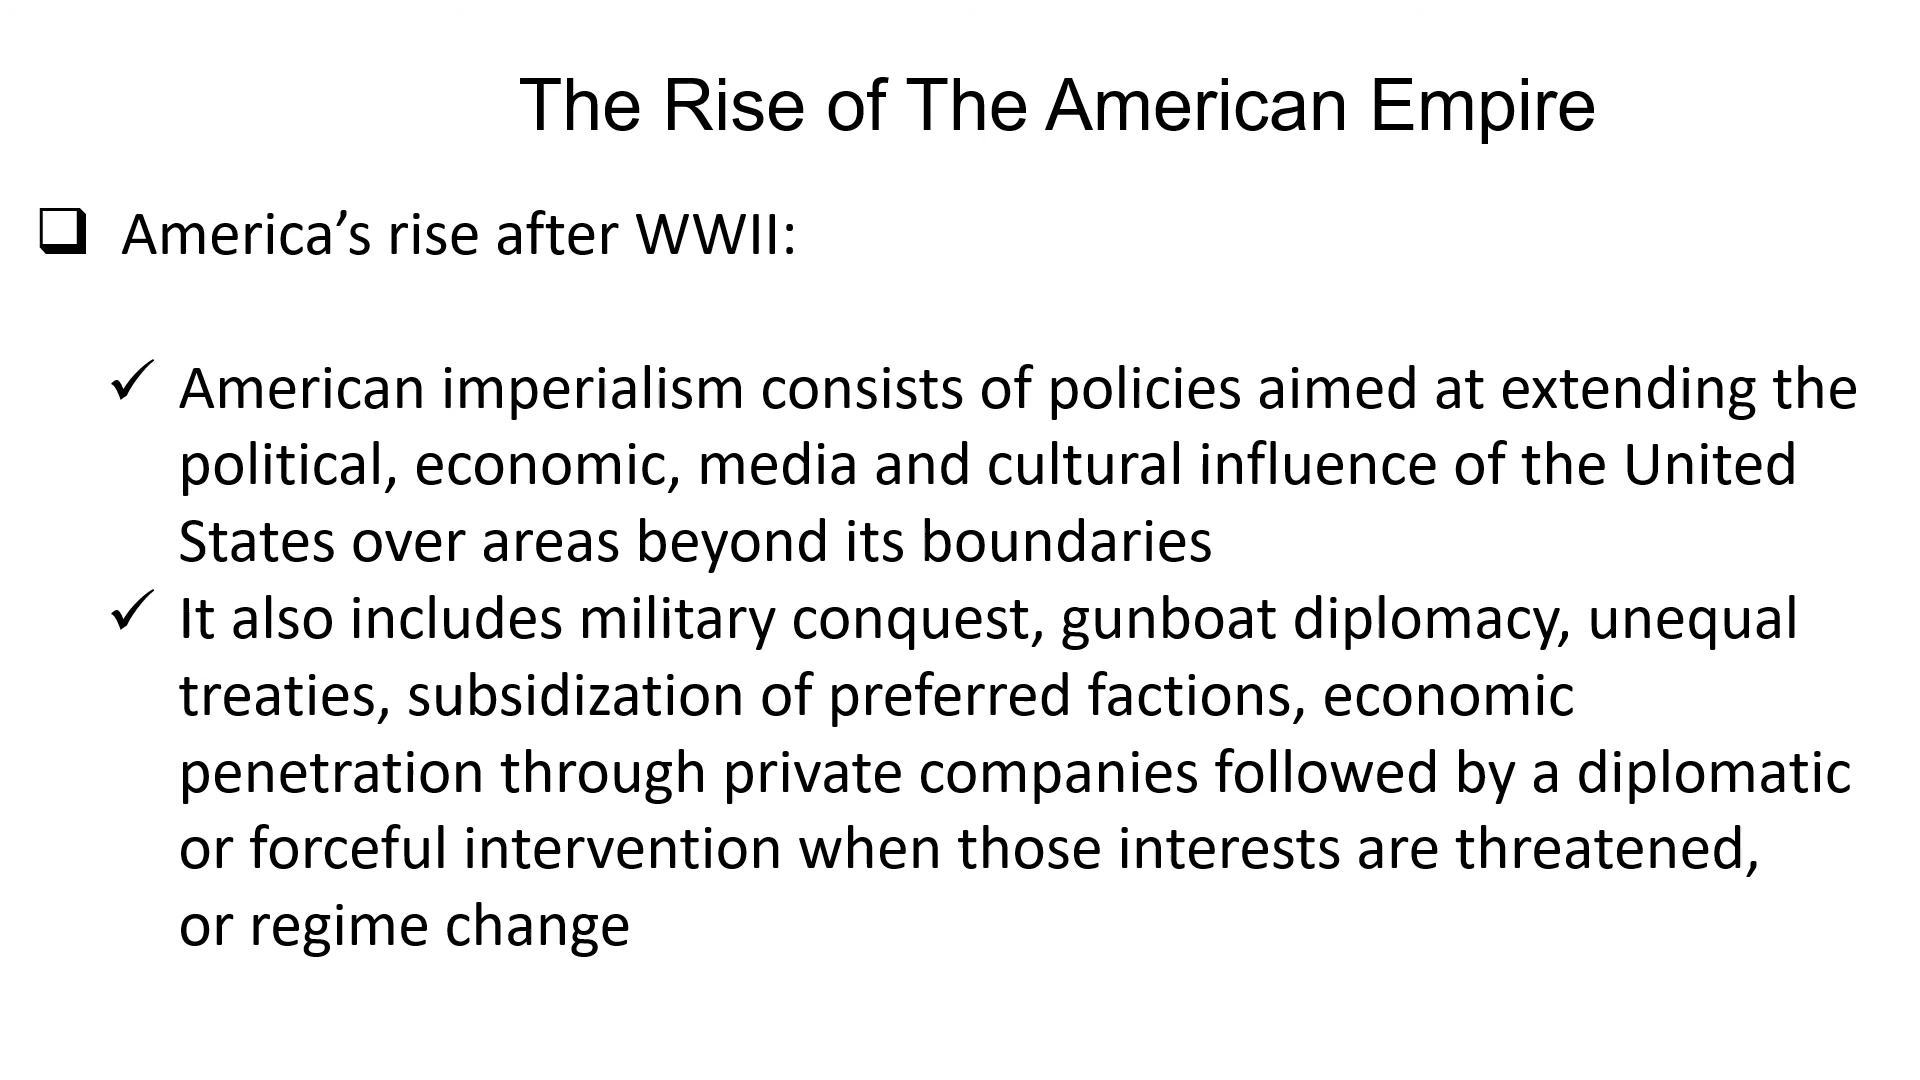 The Rise of The American Empire
❑ America’s rise after WWII:
✓ American imperialism consists of policies aimed at extending the
political, economic, media and cultural influence of the United
States over areas beyond its boundaries
✓ It also includes military conquest, gunboat diplomacy, unequal
treaties, subsidization of preferred factions, economic
penetration through private companies followed by a diplomatic
or forceful intervention when those interests are threatened,
or regime change